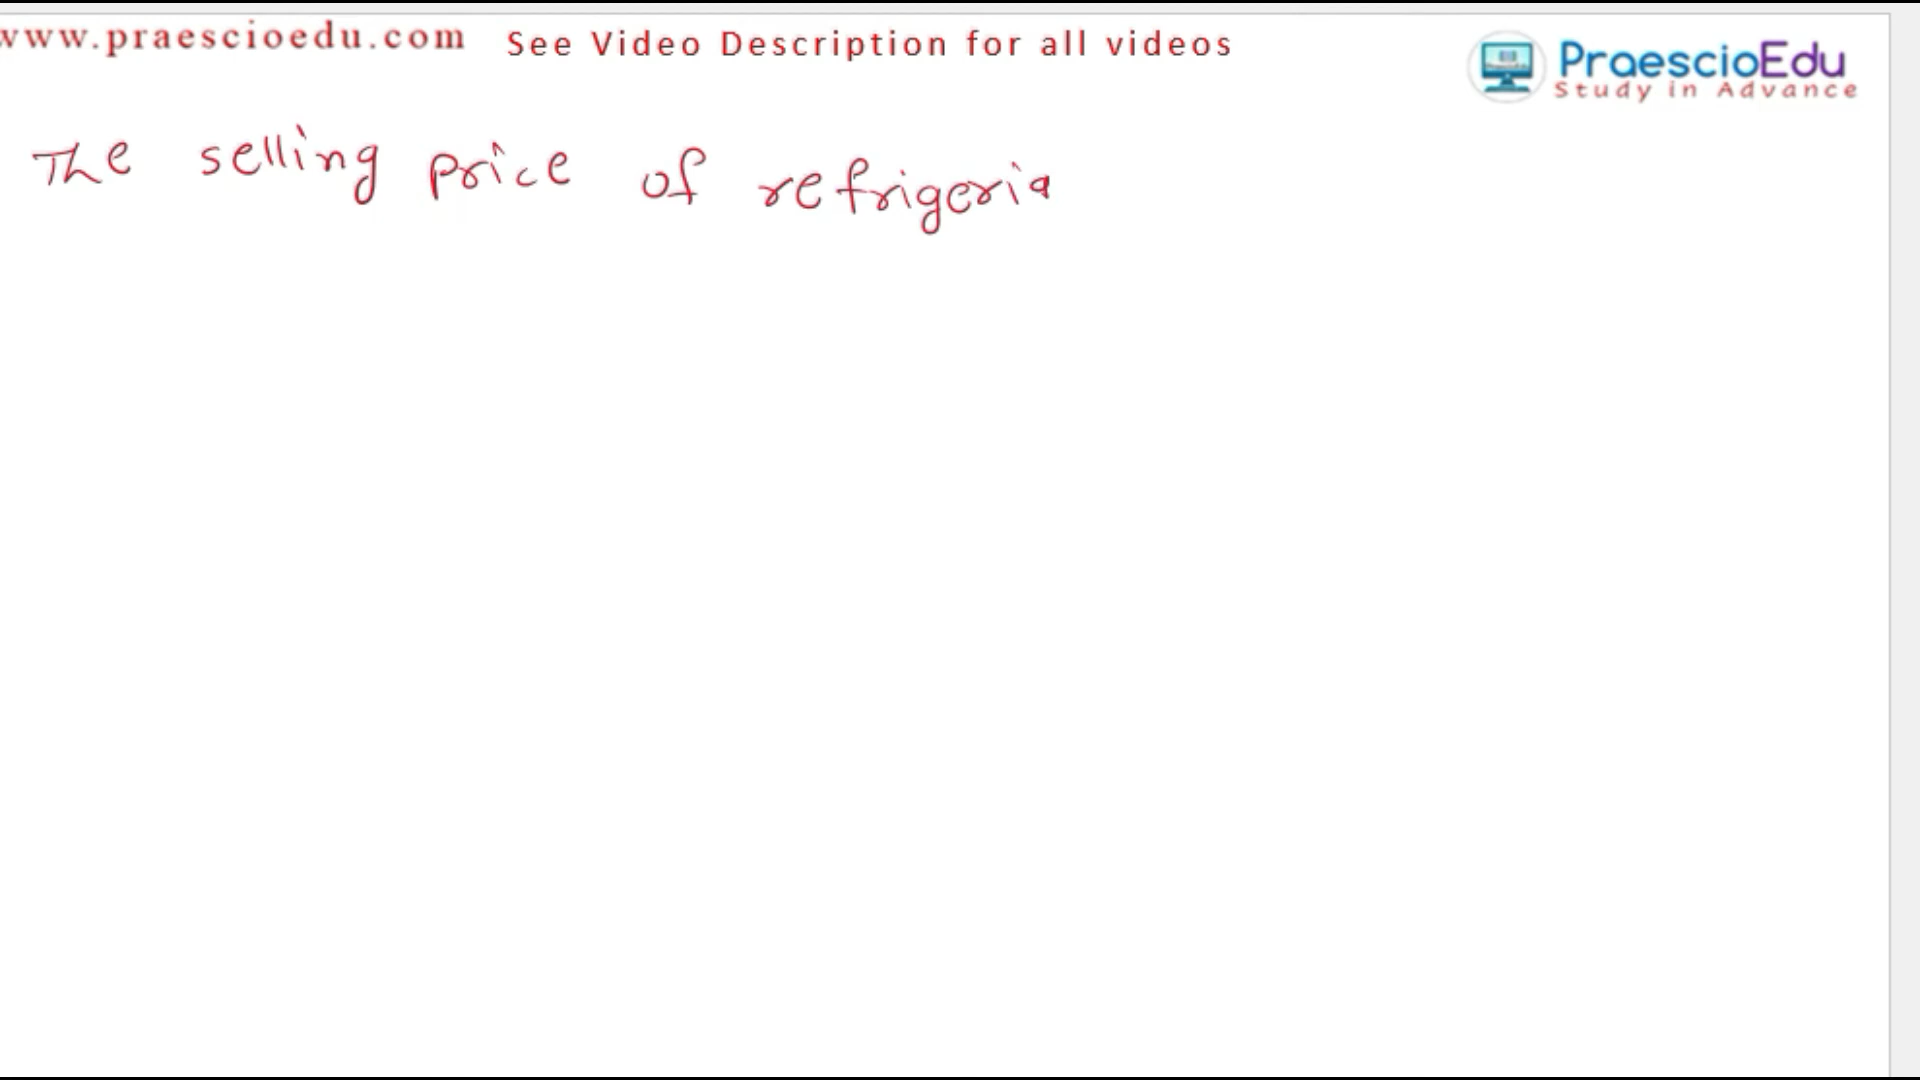 www.praescioedu.com See Video Description for all videos
PraescioEdu
Study in Advance
The selling price of refrigeria